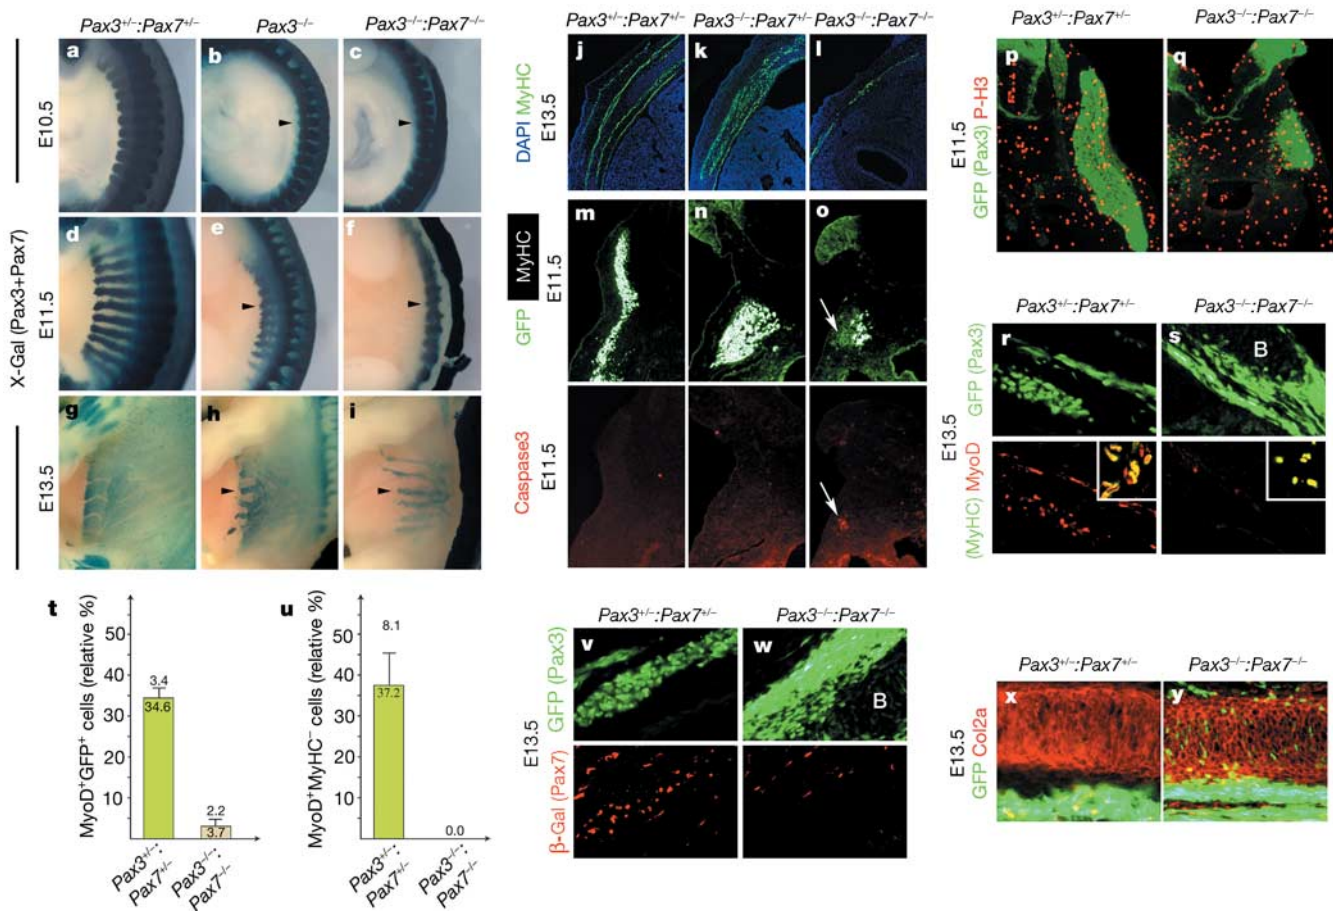 Pax3+/–:Pax7+/–
Pax3–/–
Pax3–/–:Pax7–/–
X-Gal (Pax3+Pax7)
E10.5
a
b
c
E11.5
d
e
f
E13.5
g
h
i
Pax3+/–:Pax7+/–
Pax3–/–:Pax7+/–
Pax3–/–:Pax7–/–
DAPI MyHC
E13.5
j
k
l
GFP MyHC
E11.5
m
n
o
Caspase3
E11.5
Pax3+/–:Pax7+/–
Pax3–/–:Pax7–/–
GFP (Pax3) P-H3
E11.5
p
q
Pax3+/–:Pax7+/–
Pax3–/–:Pax7–/–
E13.5
GFP (Pax3)
r
s
B
(MyHC) MyoD
t
MyoD+GFP+ cells (relative %)
50
40
30
20
10
3.4
34.6
2.2
3.7
Pax3+/–:
Pax7+/–
Pax3–/–:
Pax7–/–
u
MyoD+MyHC– cells (relative %)
50
40
30
20
10
8.1
37.2
0.0
Pax3+/–:
Pax7+/–
Pax3–/–:
Pax7–/–
Pax3+/–:Pax7+/–
Pax3–/–:Pax7–/–
E13.5
GFP (Pax3)
v
w
B
β-Gal (Pax7)
Pax3+/–:Pax7+/–
Pax3–/–:Pax7–/–
E13.5
GFP Col2a
x
y